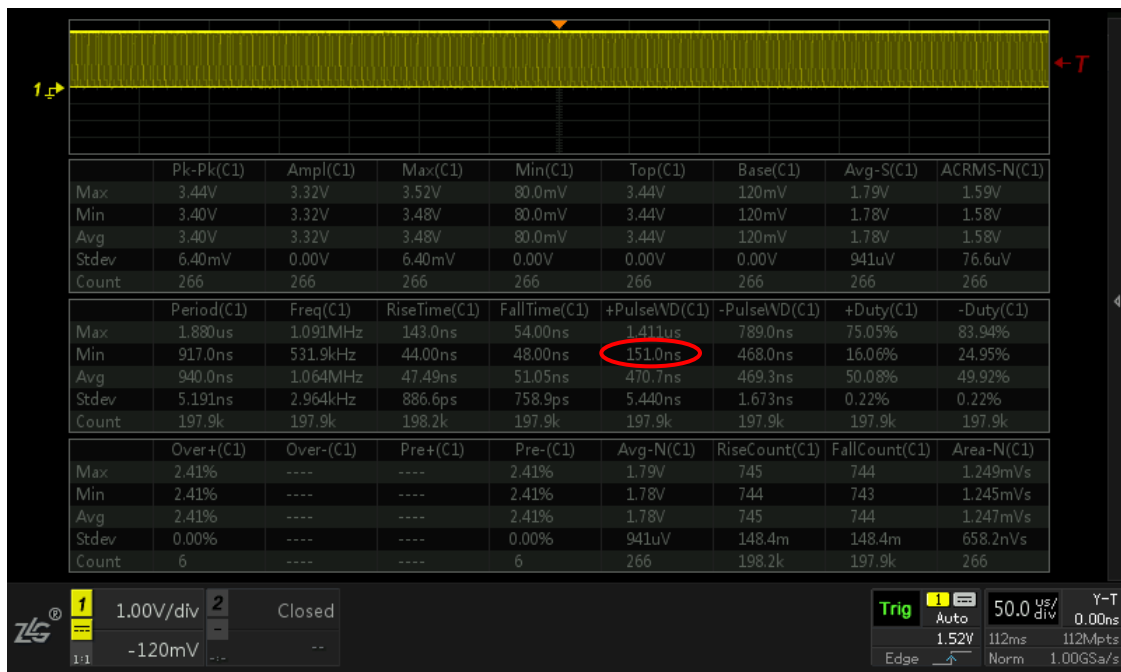 T
1
Pk-Pk(C1) Ampl(C1) Max(C1) Min(C1) Top(C1) Base(C1) Avg-S(C1) ACRMS-N(C1)
Max 3.44V 3.32V 3.52V 80.0mV 3.44V 120mV 1.79V 1.59V
Min 3.40V 3.32V 3.48V 80.0mV 3.44V 120mV 1.78V 1.58V
Avg 3.40V 3.32V 3.48V 80.0mV 3.44V 120mV 1.78V 1.58V
Stdev 6.40mV 0.00V 6.40mV 0.00V 0.00V 0.00V 941uV 76.6uV
Count 266 266 266 266 266 266 266 266
Period(C1) Freq(C1) RiseTime(C1) FallTime(C1) +PulseWD(C1) -PulseWD(C1) +Duty(C1) -Duty(C1)
Max 1.880us 1.091MHz 143.0ns 54.00ns 1.411us 789.0ns 75.05% 83.94%
Min 917.0ns 531.9kHz 44.00ns 48.00ns 151.0ns 468.0ns 16.06% 24.95%
Avg 940.0ns 1.064MHz 47.49ns 51.05ns 470.7ns 469.3ns 50.08% 49.92%
Stdev 5.191ns 2.964kHz 886.6ps 758.9ps 5.440ns 1.673ns 0.22% 0.22%
Count 197.9k 197.9k 198.2k 197.9k 197.9k 197.9k 197.9k 197.9k
Over+(C1) Over-(C1) Pre+(C1) Pre-(C1) Avg-N(C1) RiseCount(C1) FallCount(C1) Area-N(C1)
Max 2.41% ---- ---- 2.41% 1.79V 745 744 1.249mVs
Min 2.41% ---- ---- 2.41% 1.78V 744 743 1.245mVs
Avg 2.41% ---- ---- 2.41% 1.78V 745 744 1.247mVs
Stdev 0.00% ---- ---- 0.00% 941uV 148.4m 148.4m 658.2nVs
Count 6 ---- ---- 6 266 198.2k 197.9k 266
ZLG® 1 1.00V/div 2 Closed Trig 1 Auto 50.0 us/div Y-T
0.00ns
1:1 -120mV -:- -- 1.52V 112ms 112Mpts
Edge Norm 1.00GSa/s